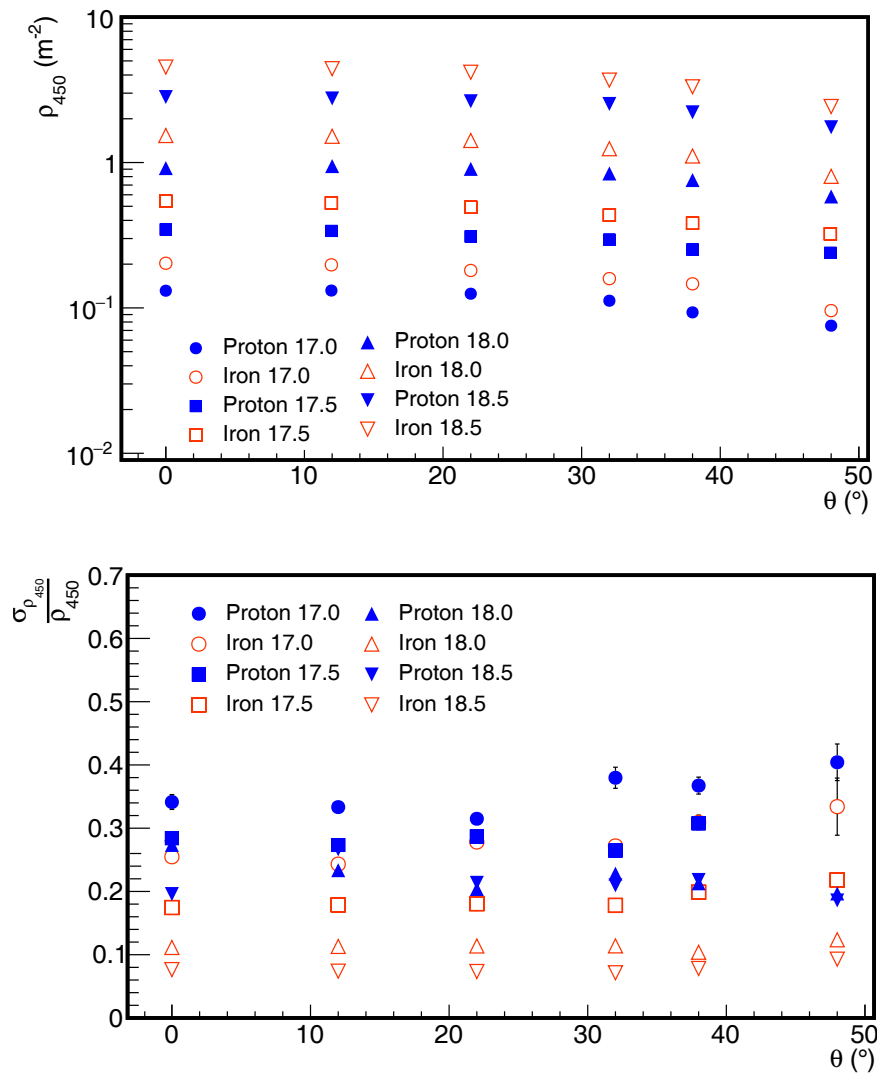 10
1
10⁻¹
10⁻²
ρ450 (m⁻²)
Proton 17.0
Iron 17.0
Proton 17.5
Iron 17.5
Proton 18.0
Iron 18.0
Proton 18.5
Iron 18.5
0 10 20 30 40 50
θ (°)
σρ450
ρ450
0.7
0.6
0.5
0.4
0.3
0.2
0.1
0
Proton 17.0
Iron 17.0
Proton 17.5
Iron 17.5
Proton 18.0
Iron 18.0
Proton 18.5
Iron 18.5
0 10 20 30 40 50
θ (°)